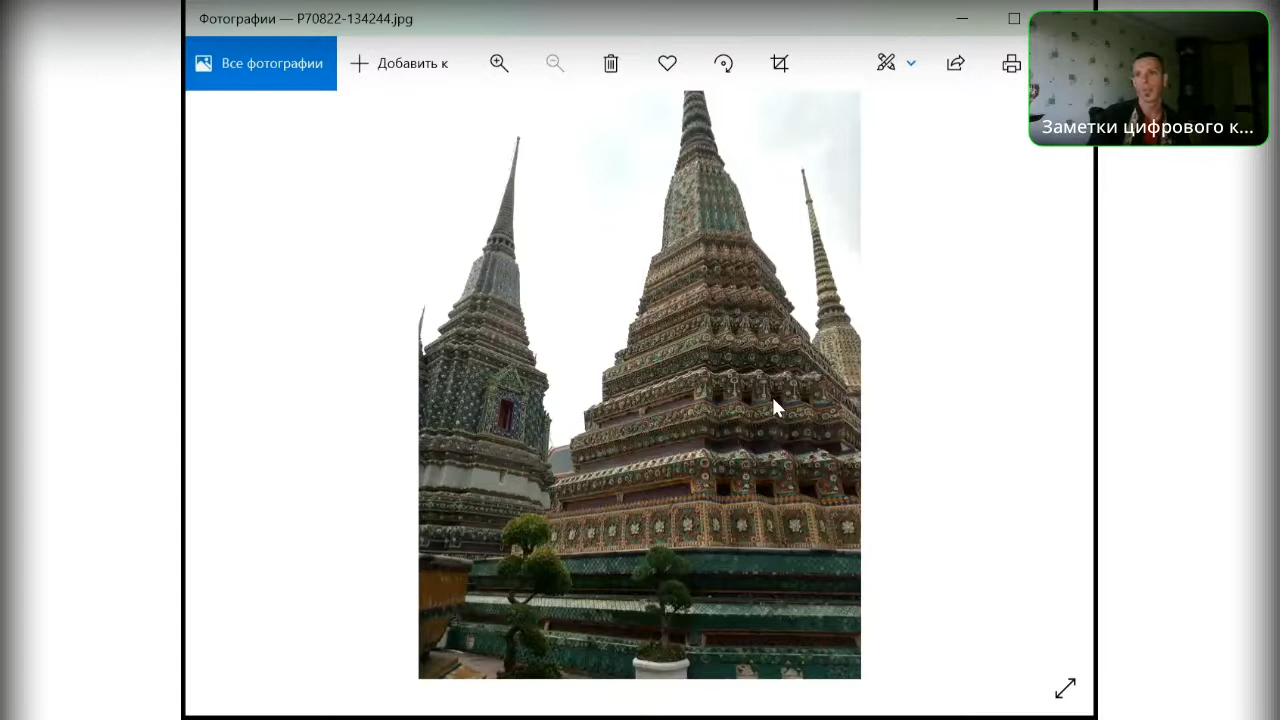 Фотографии — P70822-134244.jpg
Все фотографии
Добавить к
Заметки цифрового к...